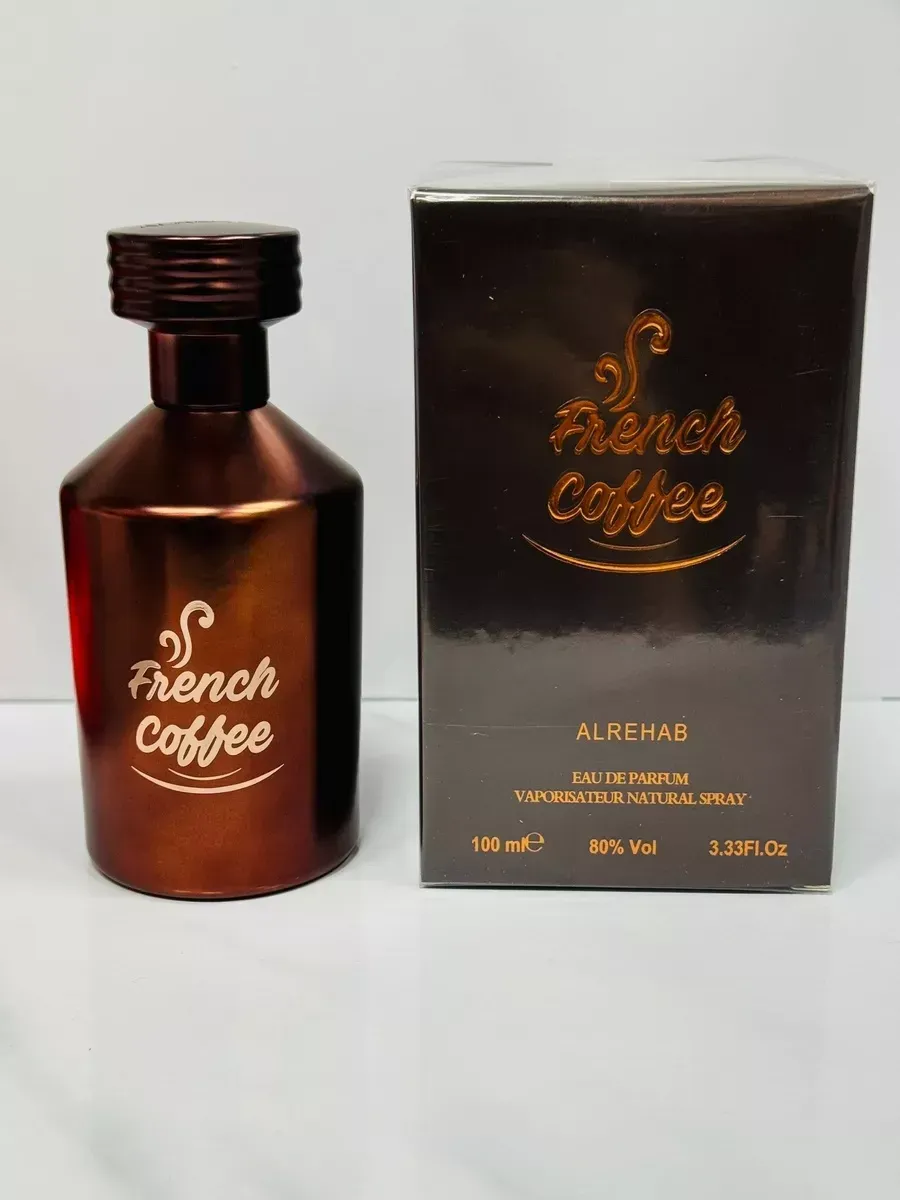 French
Coffee
French
Coffee
ALREHAB
EAU DE PARFUM
VAPORISATEUR NATURAL SPRAY
100 ml℮ 80% Vol 3.33Fl.Oz